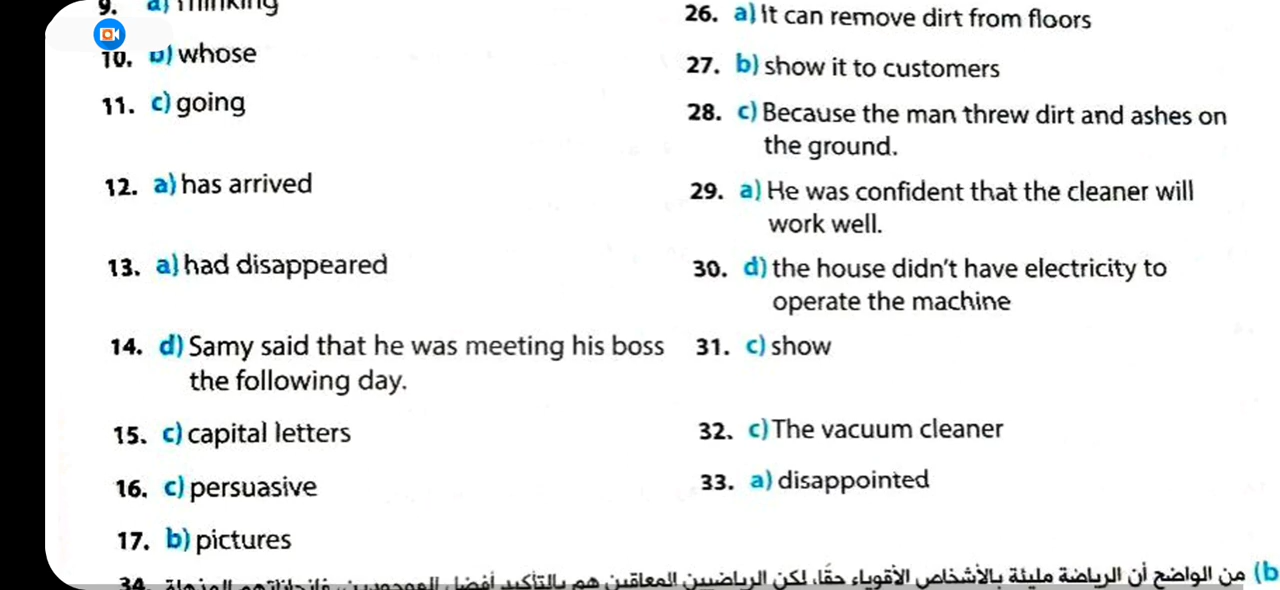 9. a) Thinking
10. b) whose
11. c) going
12. a) has arrived
13. a) had disappeared
14. d) Samy said that he was meeting his boss
the following day.
15. c) capital letters
16. c) persuasive
17. b) pictures
26. a) It can remove dirt from floors
27. b) show it to customers
28. c) Because the man threw dirt and ashes on
the ground.
29. a) He was confident that the cleaner will
work well.
30. d) the house didn't have electricity to
operate the machine
31. c) show
32. c) The vacuum cleaner
33. a) disappointed
34. b) من الواضح أن الرياضة مليئة بالأشخاص الأقوياء حقًا، لكن الرياضيين المعاقين هم بالتأكيد أفضل